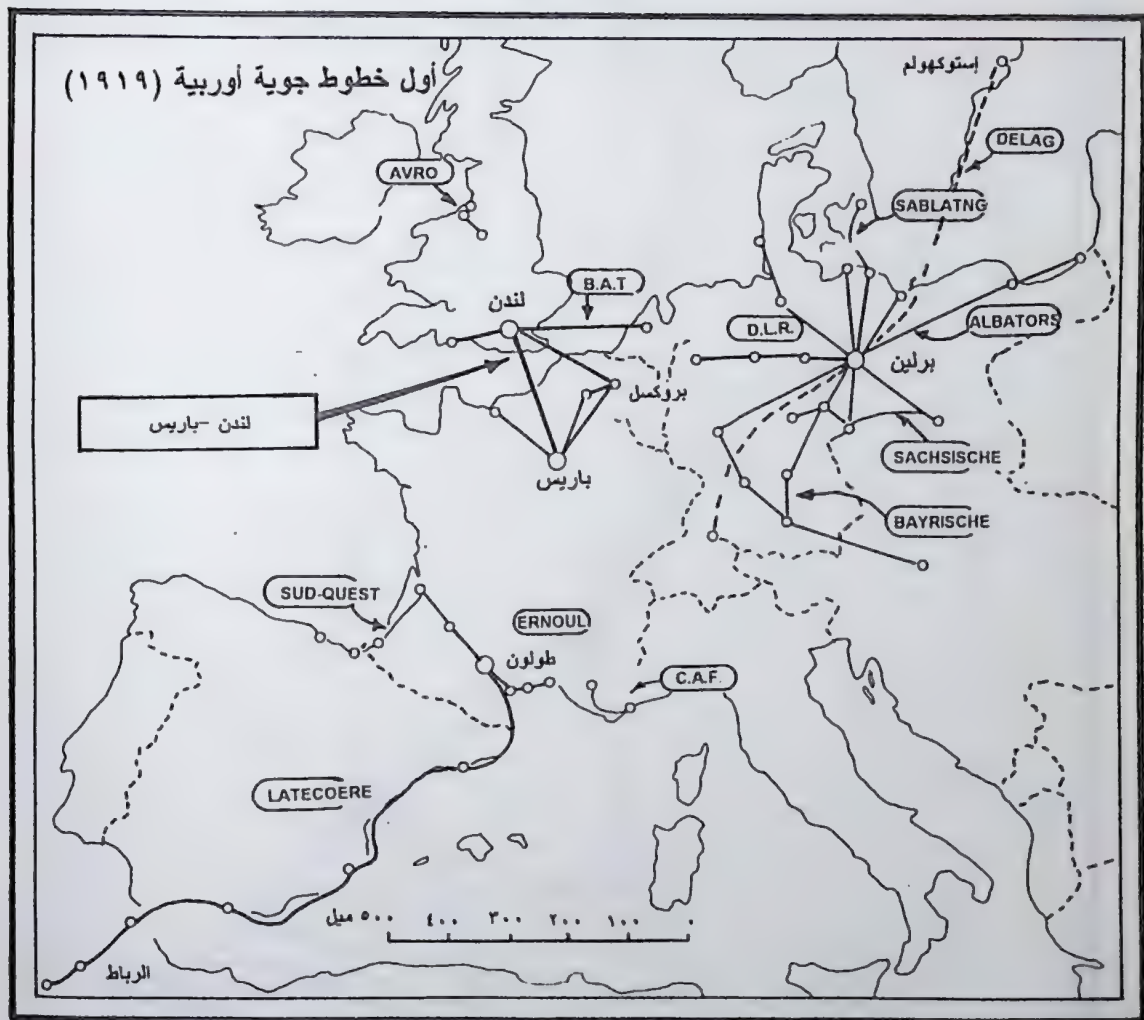 أول خطوط جوية أوربية (١٩١٩)
إستوكهولم
DELAG
AVRO
SABLATNG
B.A.T
لندن
D.L.R.
ALBATORS
برلين
بروكسل
لندن -باريس
SACHSISCHE
باريس
BAYRISCHE
SUD-QUEST
ERNOUL
طولون
C.A.F.
LATECOERE
٥٠٠ ميل ٤٠٠ ٣٠٠ ٢٠٠ ١٠٠ ٠
الرباط